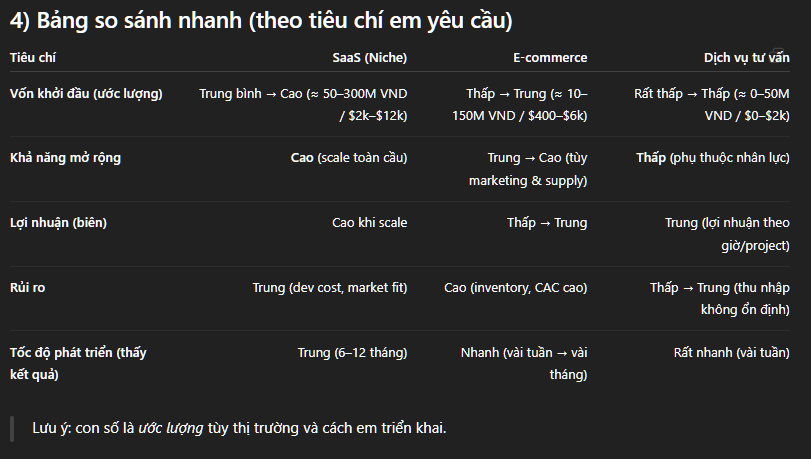 4) Bảng so sánh nhanh (theo tiêu chí em yêu cầu)
Tiêu chí SaaS (Niche) E-commerce Dịch vụ tư vấn
Vốn khởi đầu (ước lượng) Trung bình → Cao (≈ 50–300M VND Thấp → Trung (≈ 10– Rất thấp → Thấp (≈ 0–50M
/ $2k–$12k) 150M VND / $400–$6k) VND / $0–$2k)
Khả năng mở rộng Cao (scale toàn cầu) Trung → Cao (tùy Thấp (phụ thuộc nhân lực)
marketing & supply)
Lợi nhuận (biên) Cao khi scale Thấp → Trung Trung (lợi nhuận theo
giờ/project)
Rủi ro Trung (dev cost, market fit) Cao (inventory, CAC cao) Thấp → Trung (thu nhập
không ổn định)
Tốc độ phát triển (thấy Trung (6–12 tháng) Nhanh (vài tuần → vài Rất nhanh (vài tuần)
kết quả) tháng)
Lưu ý: con số là ước lượng tùy thị trường và cách em triển khai.